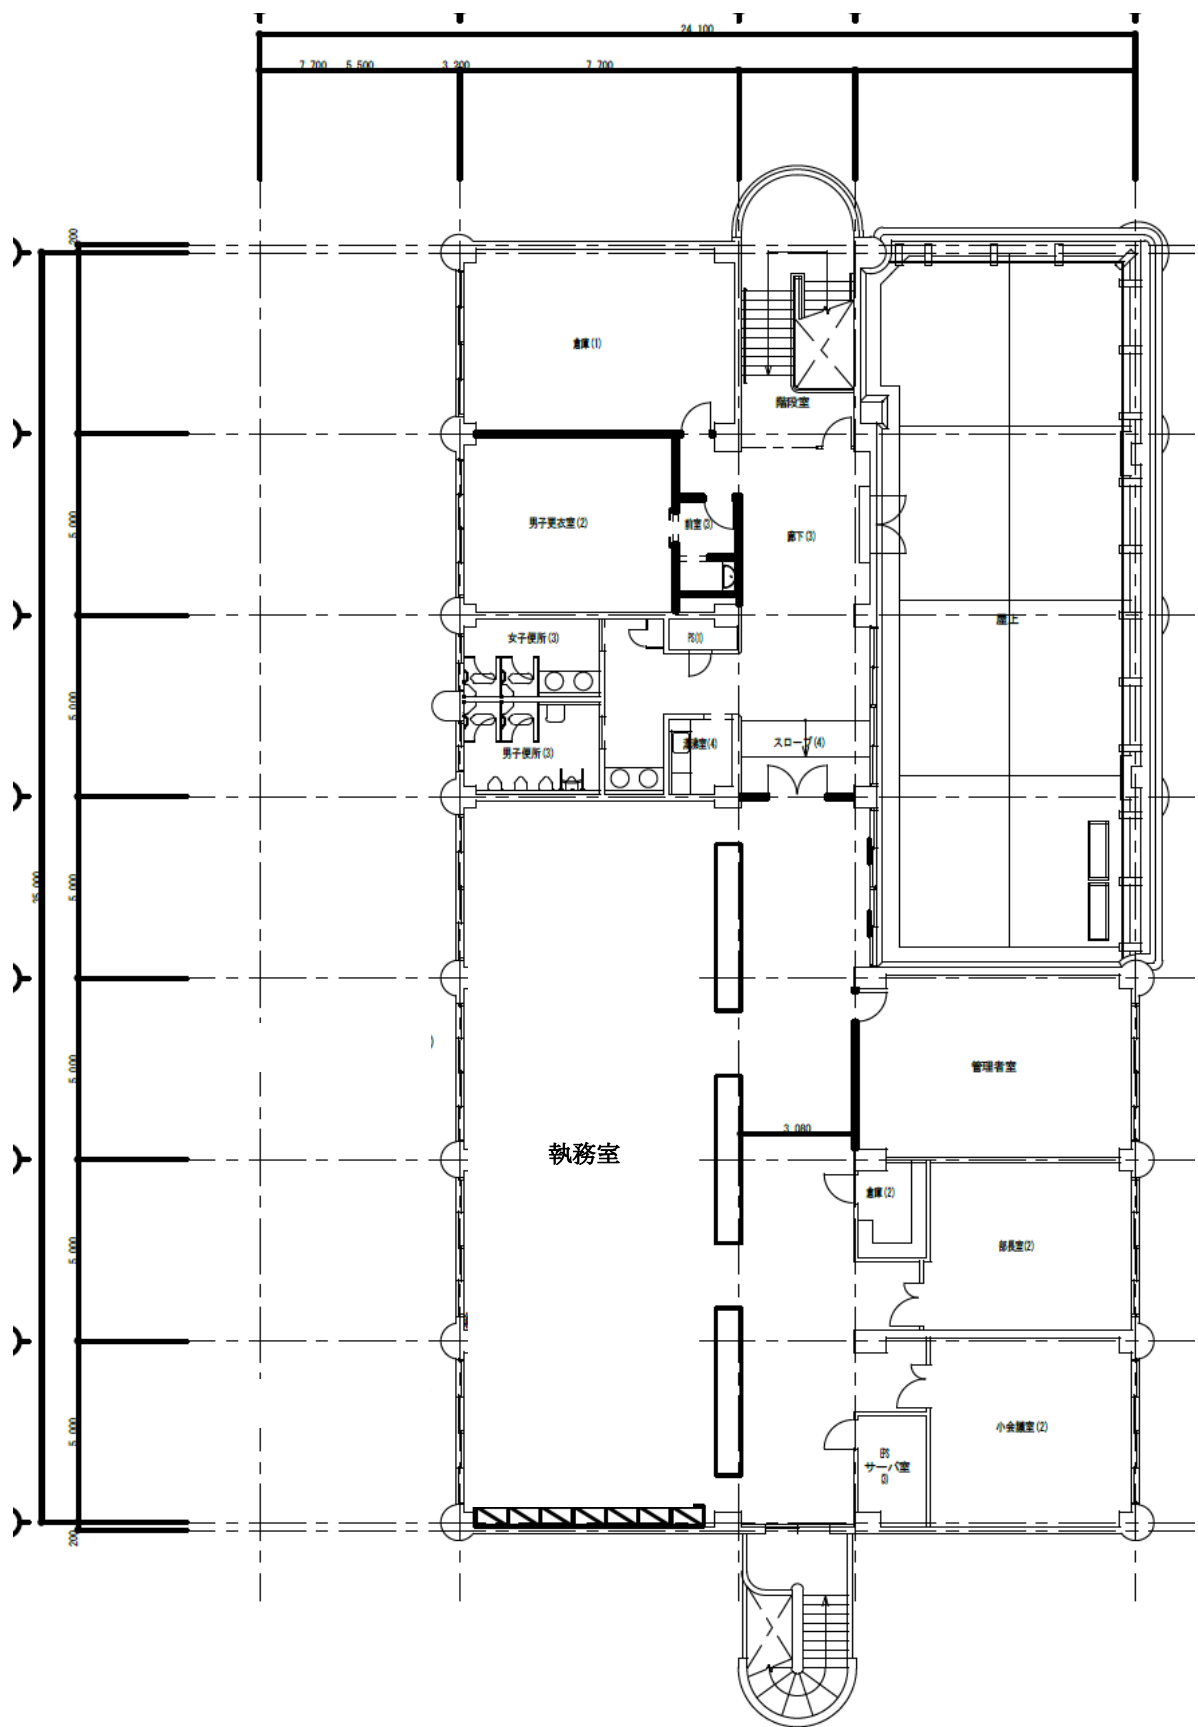 24,100
7,700 5,500 3,200 7,700
200
倉庫(1)
階段室
5,000
男子更衣室(2)
前室(3)
廊下(3)
屋上
女子便所(3)
PS(1)
5,000
男子便所(3)
湯沸室(4)
スロープ(4)
35,000
5,000
5,000
管理者室
3,080
執務室
倉庫(2)
5,000
部長室(2)
5,000
小会議室(2)
EPS
サーバ室
(3)
200